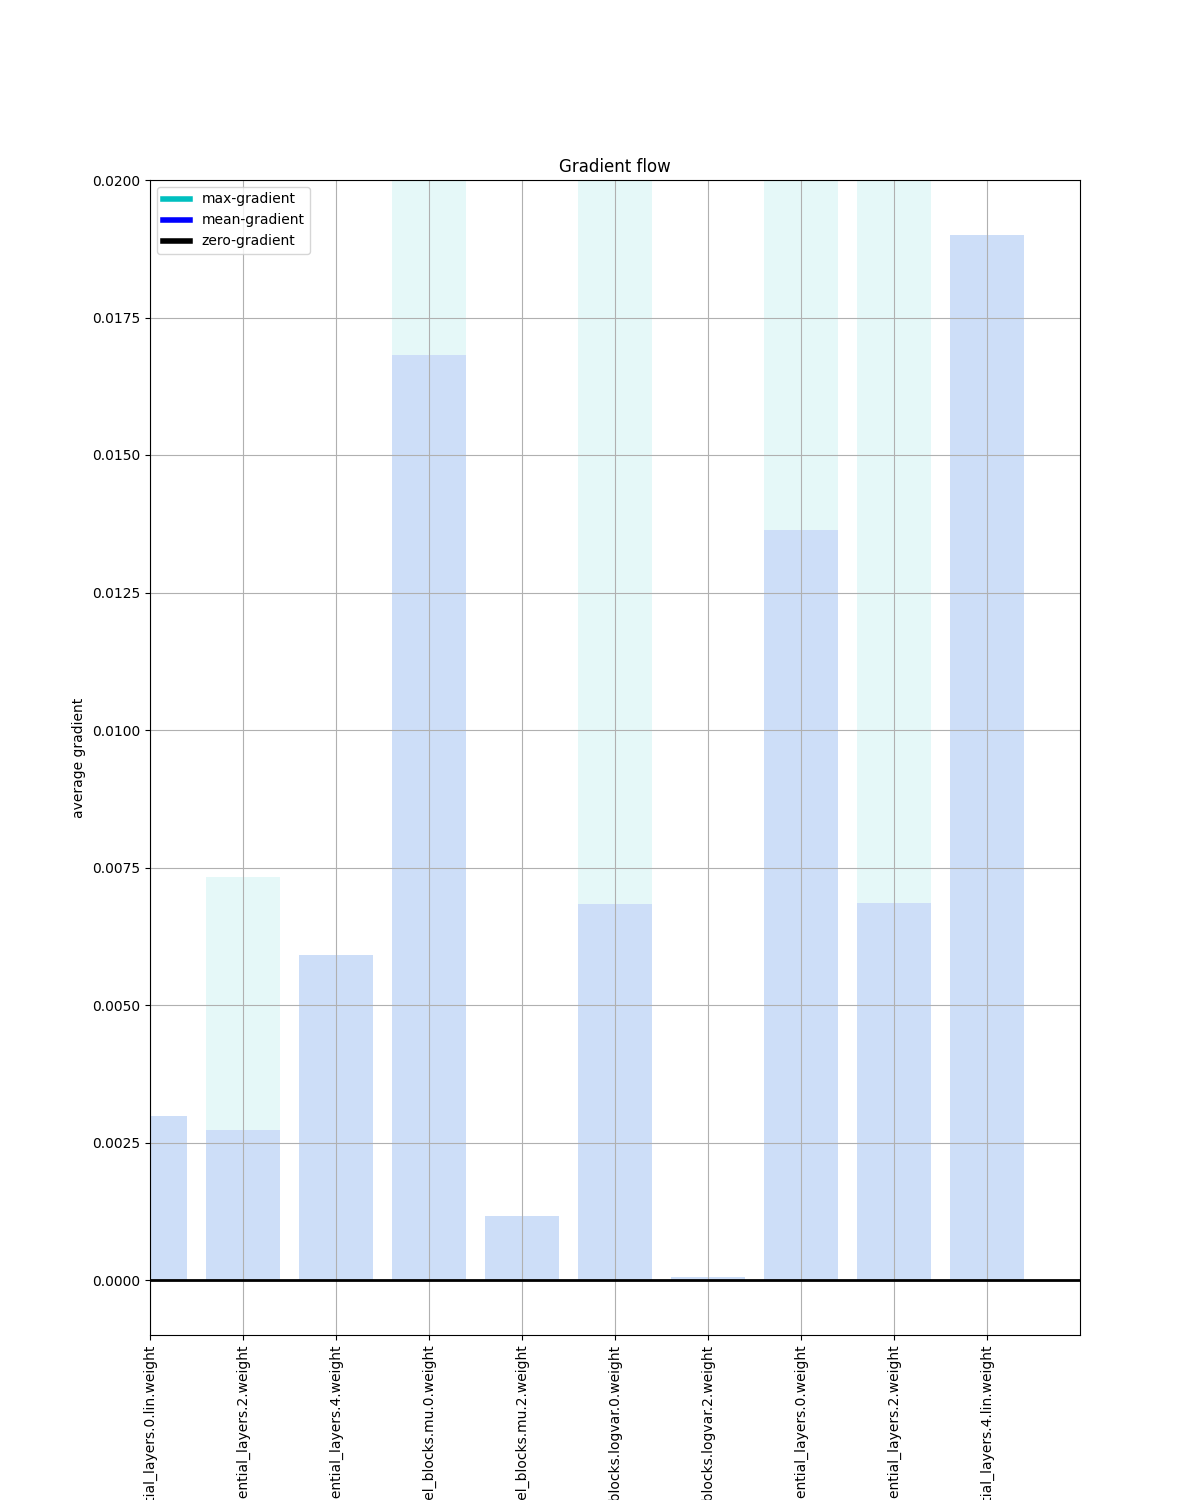 Gradient flow
max-gradient
mean-gradient
zero-gradient
0.0200
0.0175
0.0150
0.0125
0.0100
0.0075
0.0050
0.0025
0.0000
average gradient
tial_layers.0.lin.weight
ential_layers.2.weight
ential_layers.4.weight
el_blocks.mu.0.weight
el_blocks.mu.2.weight
blocks.logvar.0.weight
blocks.logvar.2.weight
ential_layers.0.weight
ential_layers.2.weight
tial_layers.4.lin.weight